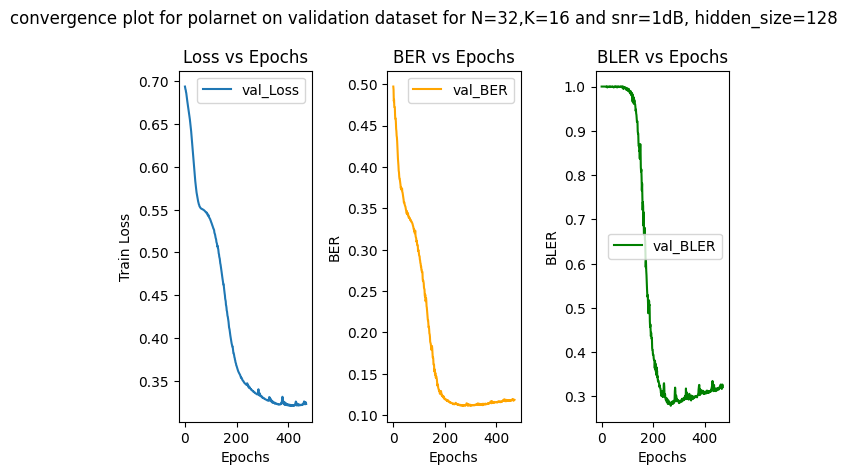 convergence plot for polarnet on validation dataset for N=32,K=16 and snr=1dB, hidden_size=128
Loss vs Epochs
val_Loss
0.70
0.65
0.60
0.55
0.50
0.45
0.40
0.35
Train Loss
0
200
400
Epochs
BER vs Epochs
val_BER
0.50
0.45
0.40
0.35
0.30
0.25
0.20
0.15
0.10
BER
0
200
400
Epochs
BLER vs Epochs
val_BLER
1.0
0.9
0.8
0.7
0.6
0.5
0.4
0.3
BLER
0
200
400
Epochs